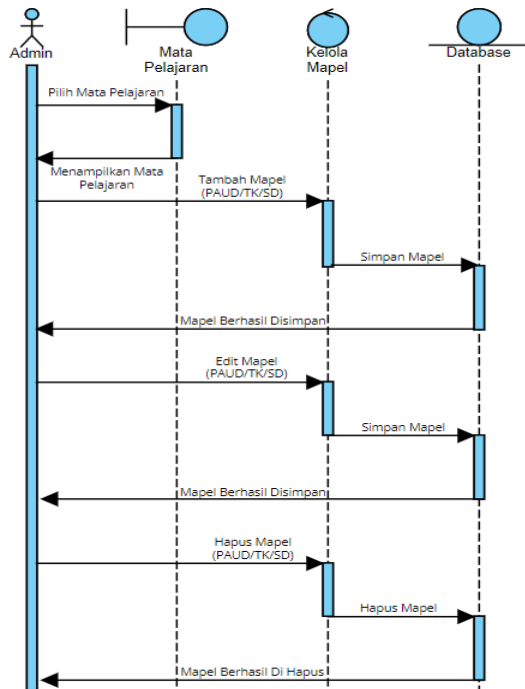 Admin
Mata
Pelajaran
Kelola
Mapel
Database
Pilih Mata Pelajaran
Menampilkan Mata
Pelajaran
Tambah Mapel
(PAUD/TK/SD)
Simpan Mapel
Mapel Berhasil Disimpan
Edit Mapel
(PAUD/TK/SD)
Simpan Mapel
Mapel Berhasil Disimpan
Hapus Mapel
(PAUD/TK/SD)
Hapus Mapel
Mapel Berhasil Di Hapus